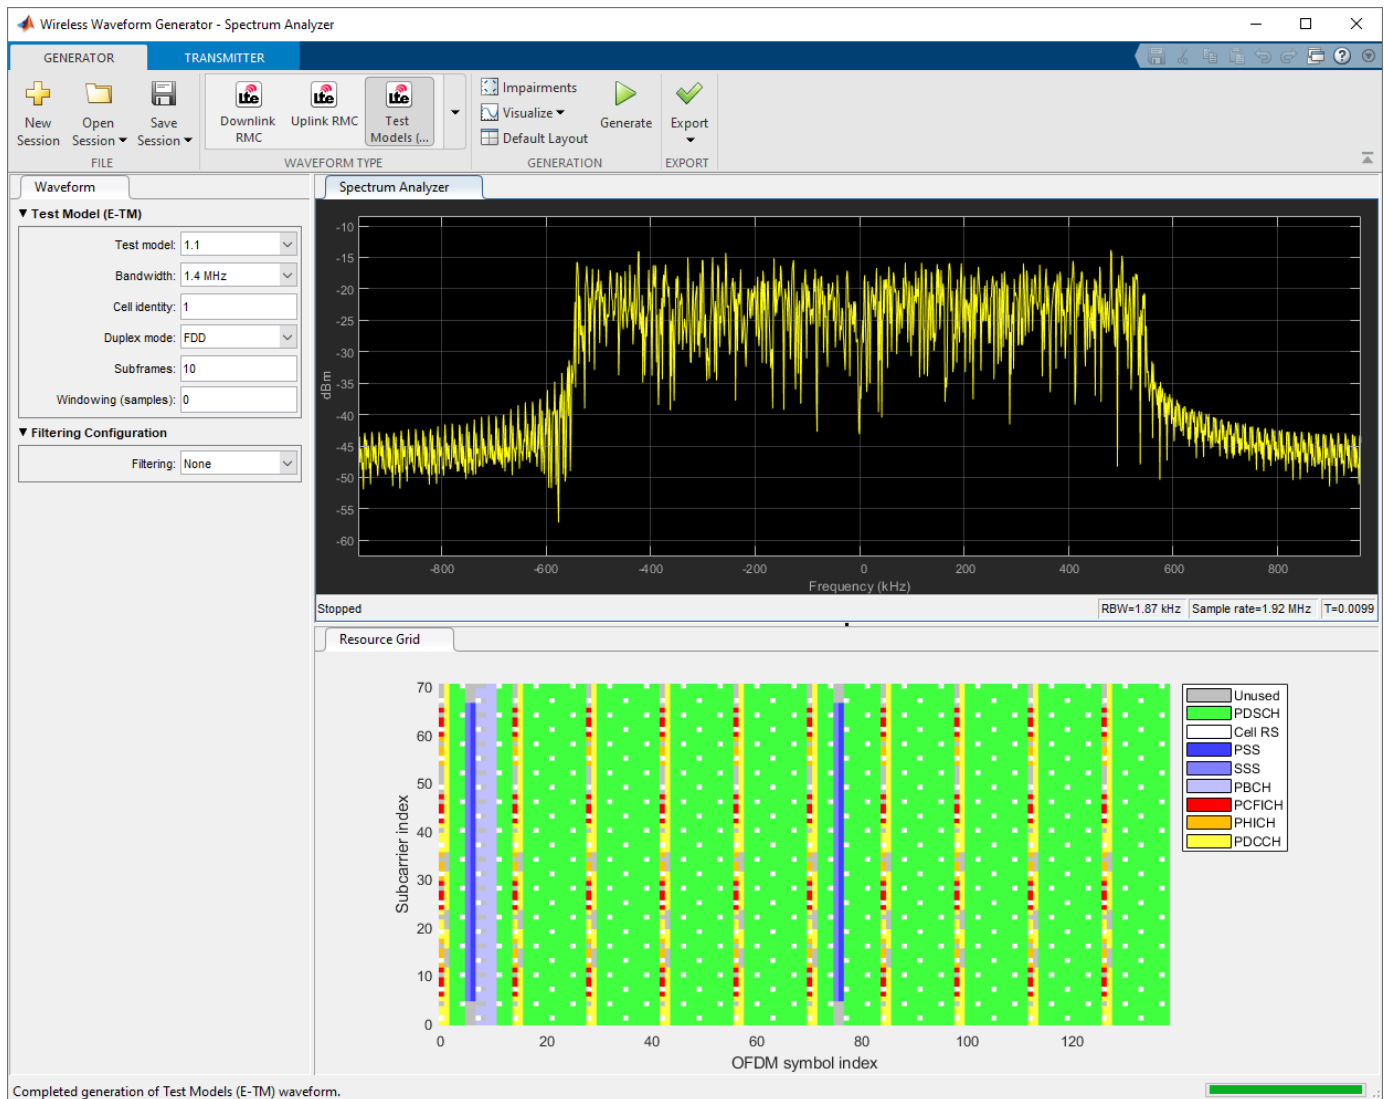 Wireless Waveform Generator - Spectrum Analyzer
GENERATOR
TRANSMITTER
New Session
Open Session
Save Session
FILE
Downlink RMC
Uplink RMC
Test Models (...
WAVEFORM TYPE
Impairments
Visualize
Default Layout
Generate
GENERATION
Export
EXPORT
Waveform
Test Model (E-TM)
Test model: 1.1
Bandwidth: 1.4 MHz
Cell identity: 1
Duplex mode: FDD
Subframes: 10
Windowing (samples): 0
Filtering Configuration
Filtering: None
Spectrum Analyzer
-10
-15
-20
-25
-30
-35
-40
-45
-50
-55
-60
dBm
-800 -600 -400 -200 0 200 400 600 800
Frequency (kHz)
Stopped
RBW=1.87 kHz Sample rate=1.92 MHz T=0.0099
Resource Grid
70
60
50
40
30
20
10
0
Subcarrier index
0 20 40 60 80 100 120
OFDM symbol index
Unused
PDSCH
Cell RS
PSS
SSS
PBCH
PCFICH
PHICH
PDCCH
Completed generation of Test Models (E-TM) waveform.